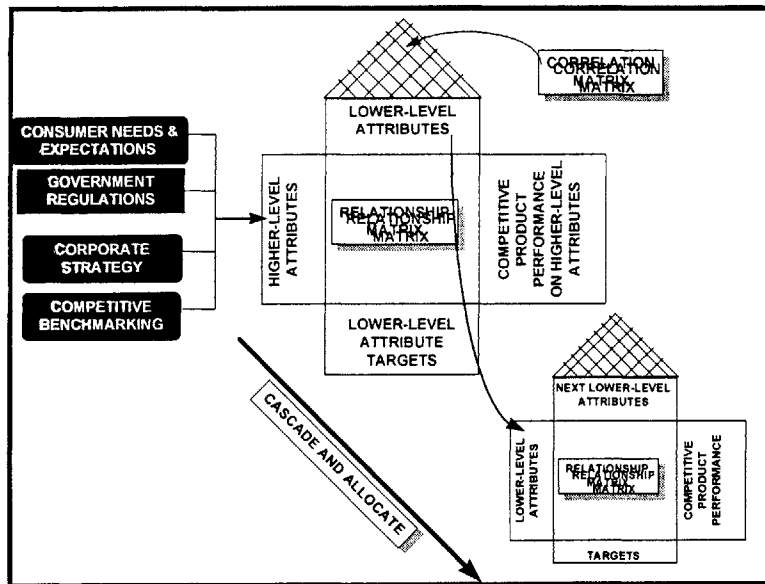 CORRELATION
MATRIX
CONSUMER NEEDS &
EXPECTATIONS
GOVERNMENT
REGULATIONS
CORPORATE
STRATEGY
COMPETITIVE
BENCHMARKING
LOWER-LEVEL
ATTRIBUTES
HIGHER-LEVEL
ATTRIBUTES
RELATIONSHIP
MATRIX
COMPETITIVE
PRODUCT
PERFORMANCE
ON HIGHER-LEVEL
ATTRIBUTES
LOWER-LEVEL
ATTRIBUTE
TARGETS
CASCADE AND ALLOCATE
NEXT LOWER-LEVEL
ATTRIBUTES
LOWER-LEVEL
ATTRIBUTES
RELATIONSHIP
MATRIX
COMPETITIVE
PRODUCT
PERFORMANCE
TARGETS